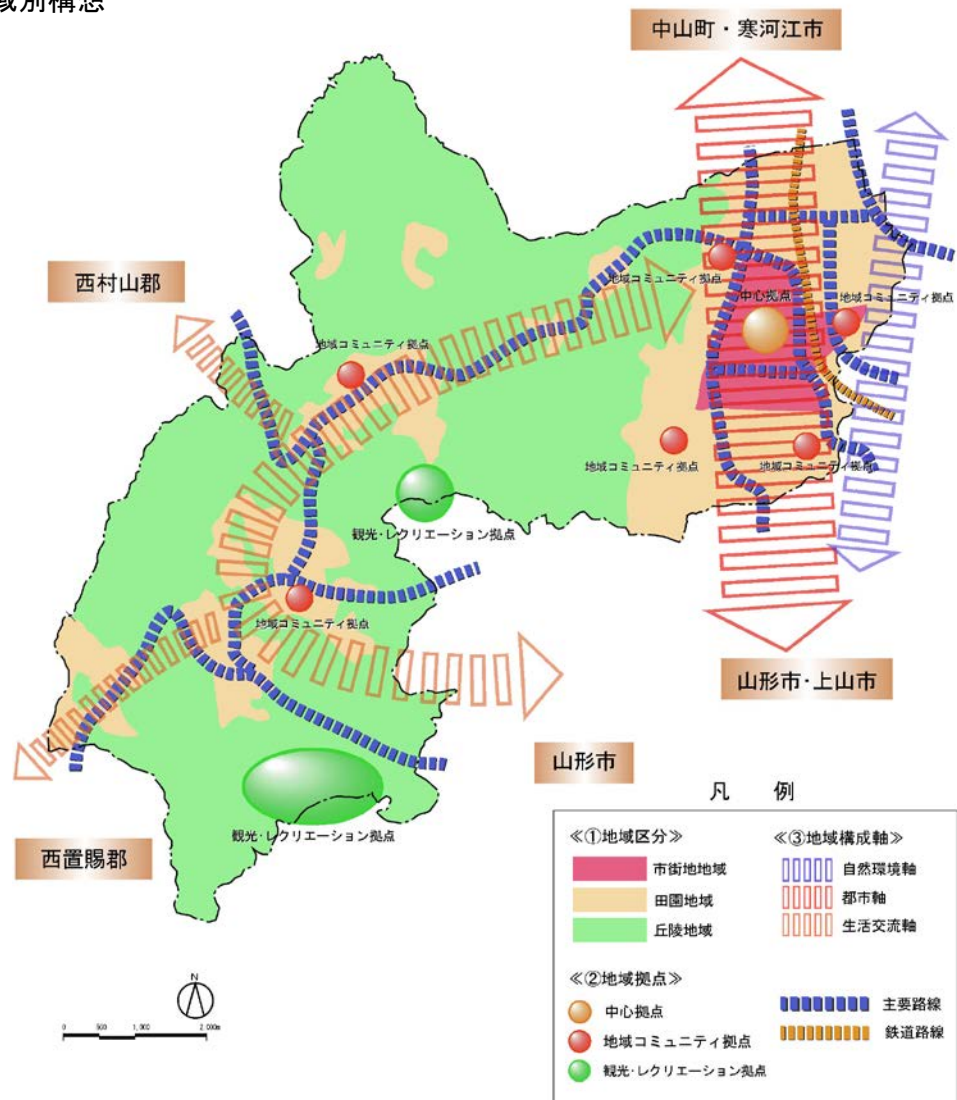 域別構想
中山町・寒河江市
西村山郡
地域コミュニティ拠点
中心拠点
地域コミュニティ拠点
地域コミュニティ拠点
地域コミュニティ拠点
地域コミュニティ拠点
観光・レクリエーション拠点
地域コミュニティ拠点
山形市・上山市
山形市
観光・レクリエーション拠点
西置賜郡
凡 例
≪①地域区分≫
市街地地域
田園地域
丘陵地域
≪②地域拠点≫
中心拠点
地域コミュニティ拠点
観光・レクリエーション拠点
≪③地域構成軸≫
自然環境軸
都市軸
生活交流軸
主要路線
鉄道路線
N
0 500 1,000 2,000m